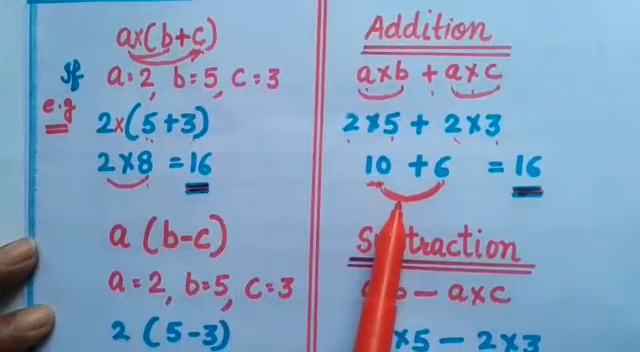 a×(b+c)
If a=2, b=5, c=3
e.g
2×(5+3)
2×8 = 16
a (b-c)
a=2, b=5, c=3
2 (5-3)
Addition
a×b + a×c
2×5 + 2×3
10 + 6 = 16
b - a×c
×5 - 2×3